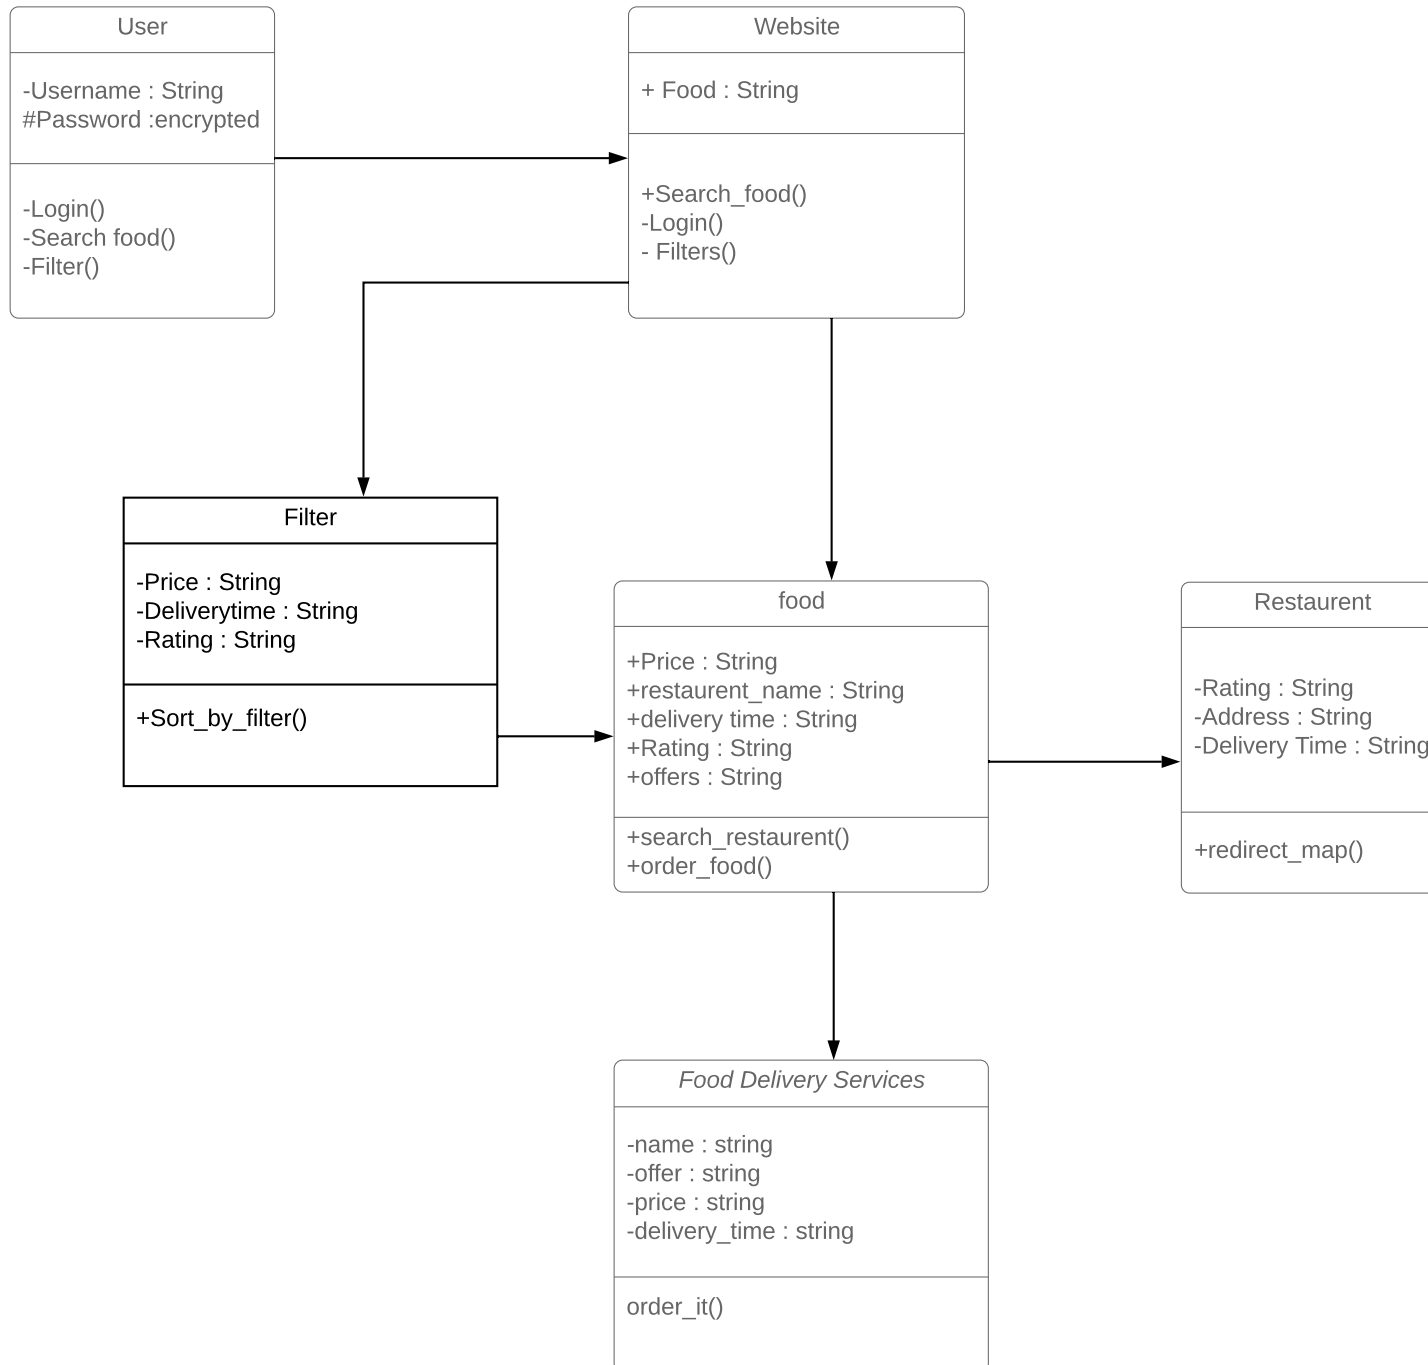 User
-Username : String
#Password :encrypted
-Login()
-Search food()
-Filter()
Website
+ Food : String
+Search_food()
-Login()
- Filters()
Filter
-Price : String
-Deliverytime : String
-Rating : String
+Sort_by_filter()
food
+Price : String
+restaurent_name : String
+delivery time : String
+Rating : String
+offers : String
+search_restaurent()
+order_food()
Restaurent
-Rating : String
-Address : String
-Delivery Time : String
+redirect_map()
Food Delivery Services
-name : string
-offer : string
-price : string
-delivery_time : string
order_it()